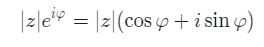 |z|e^{iφ} = |z|(cos φ + i sin φ)